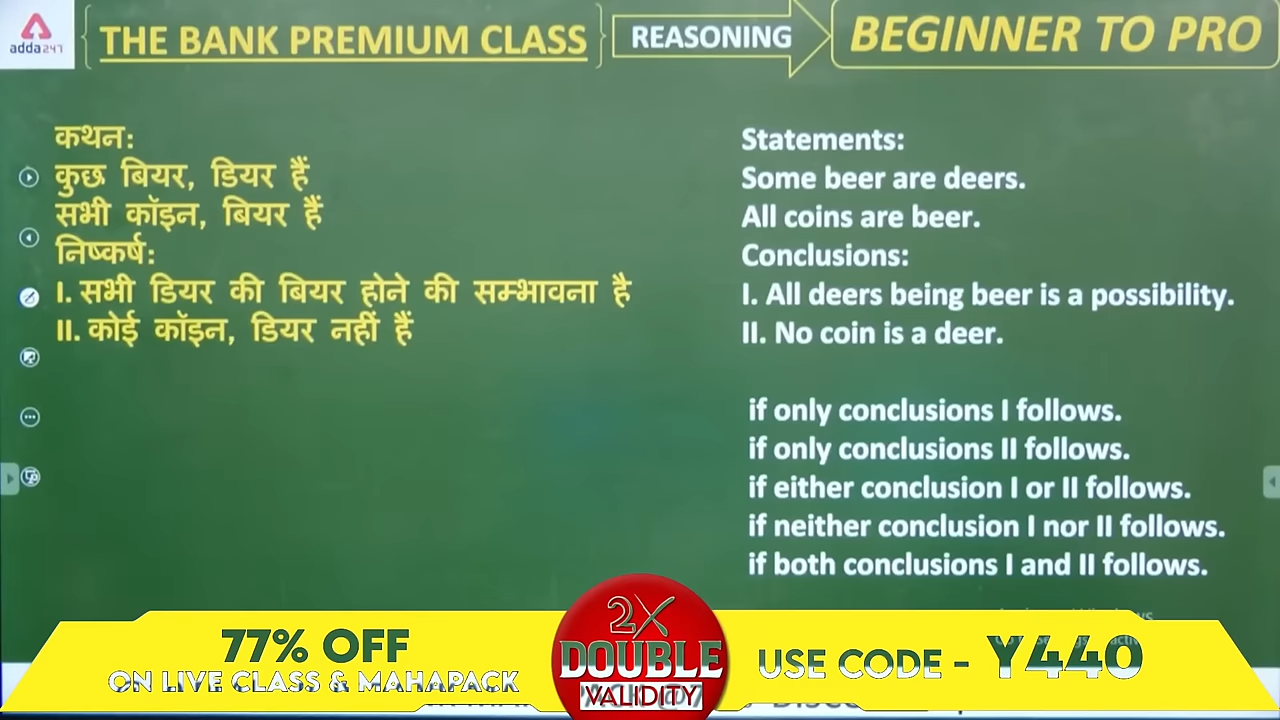 adda247
THE BANK PREMIUM CLASS
REASONING
BEGINNER TO PRO
कथन:
कुछ बियर, डियर हैं
सभी कॉइन, बियर हैं
निष्कर्ष:
I. सभी डियर की बियर होने की सम्भावना है
II. कोई कॉइन, डियर नहीं हैं
Statements:
Some beer are deers.
All coins are beer.
Conclusions:
I. All deers being beer is a possibility.
II. No coin is a deer.
if only conclusions I follows.
if only conclusions II follows.
if either conclusion I or II follows.
if neither conclusion I nor II follows.
if both conclusions I and II follows.
77% OFF
ON LIVE CLASS & MAHAPACK
2X
DOUBLE
VALIDITY
USE CODE - Y440